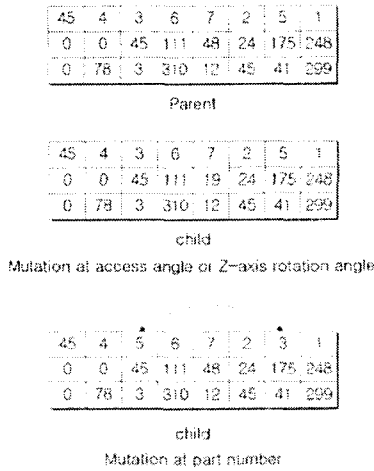 45 4 3 6 7 2 5 1
0 0 45 111 48 24 175 248
0 78 3 310 12 45 41 299
Parent
45 4 3 6 7 2 5 1
0 0 45 111 19 24 175 248
0 78 3 310 12 45 41 299
child
Mutation at access angle or Z-axis rotation angle
45 4 5 6 7 2 3 1
0 0 45 111 48 24 175 248
0 78 3 310 12 45 41 299
child
Mutation at part number